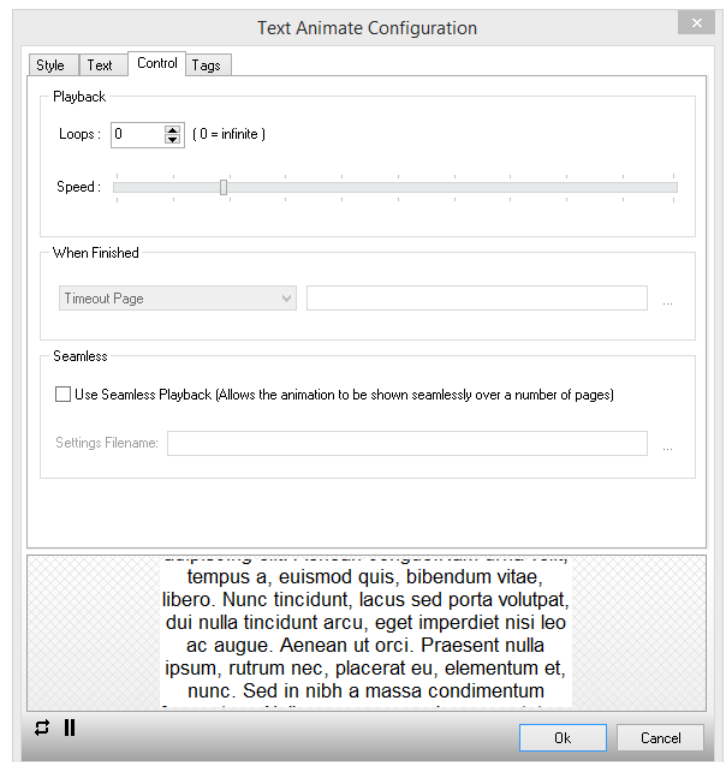 Text Animate Configuration
Style Text Control Tags
Playback
Loops : 0 ( 0 = infinite )
Speed :
When Finished
Timeout Page ...
Seamless
Use Seamless Playback (Allows the animation to be shown seamlessly over a number of pages)
Settings Filename: ...
tempus a, euismod quis, bibendum vitae,
libero. Nunc tincidunt, lacus sed porta volutpat,
dui nulla tincidunt arcu, eget imperdiet nisi leo
ac augue. Aenean ut orci. Praesent nulla
ipsum, rutrum nec, placerat eu, elementum et,
nunc. Sed in nibh a massa condimentum
Ok Cancel